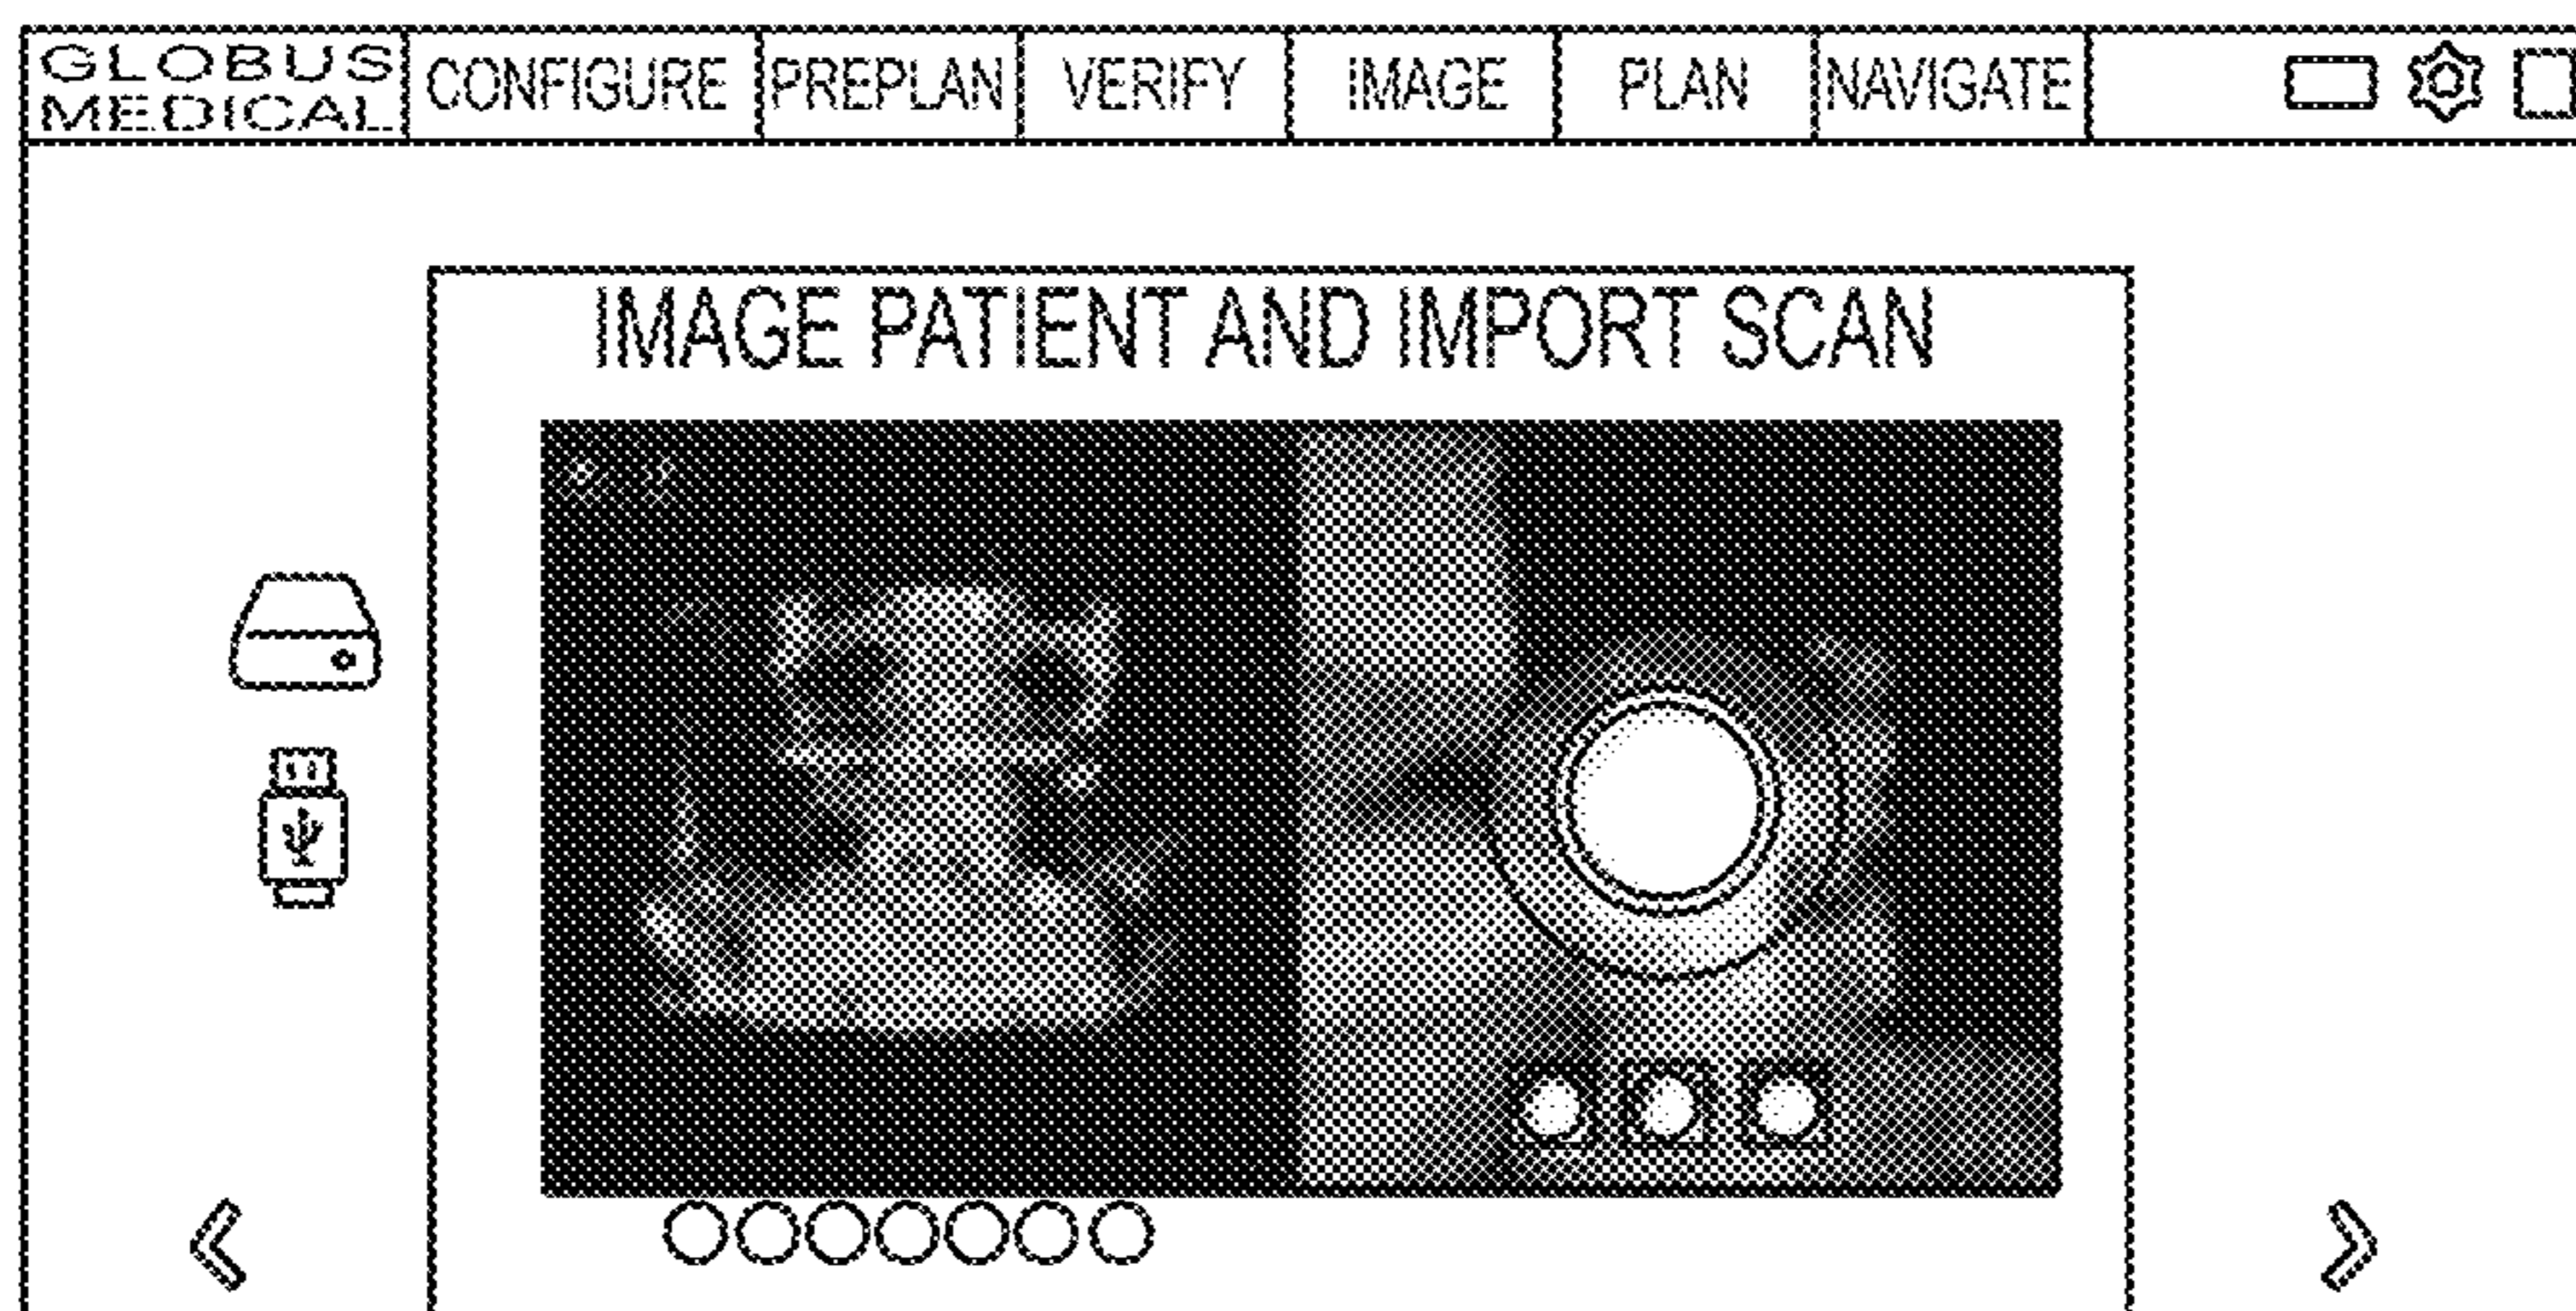 GLOBUS MEDICAL
CONFIGURE
PREPLAN
VERIFY
IMAGE
PLAN
NAVIGATE
IMAGE PATIENT AND IMPORT SCAN